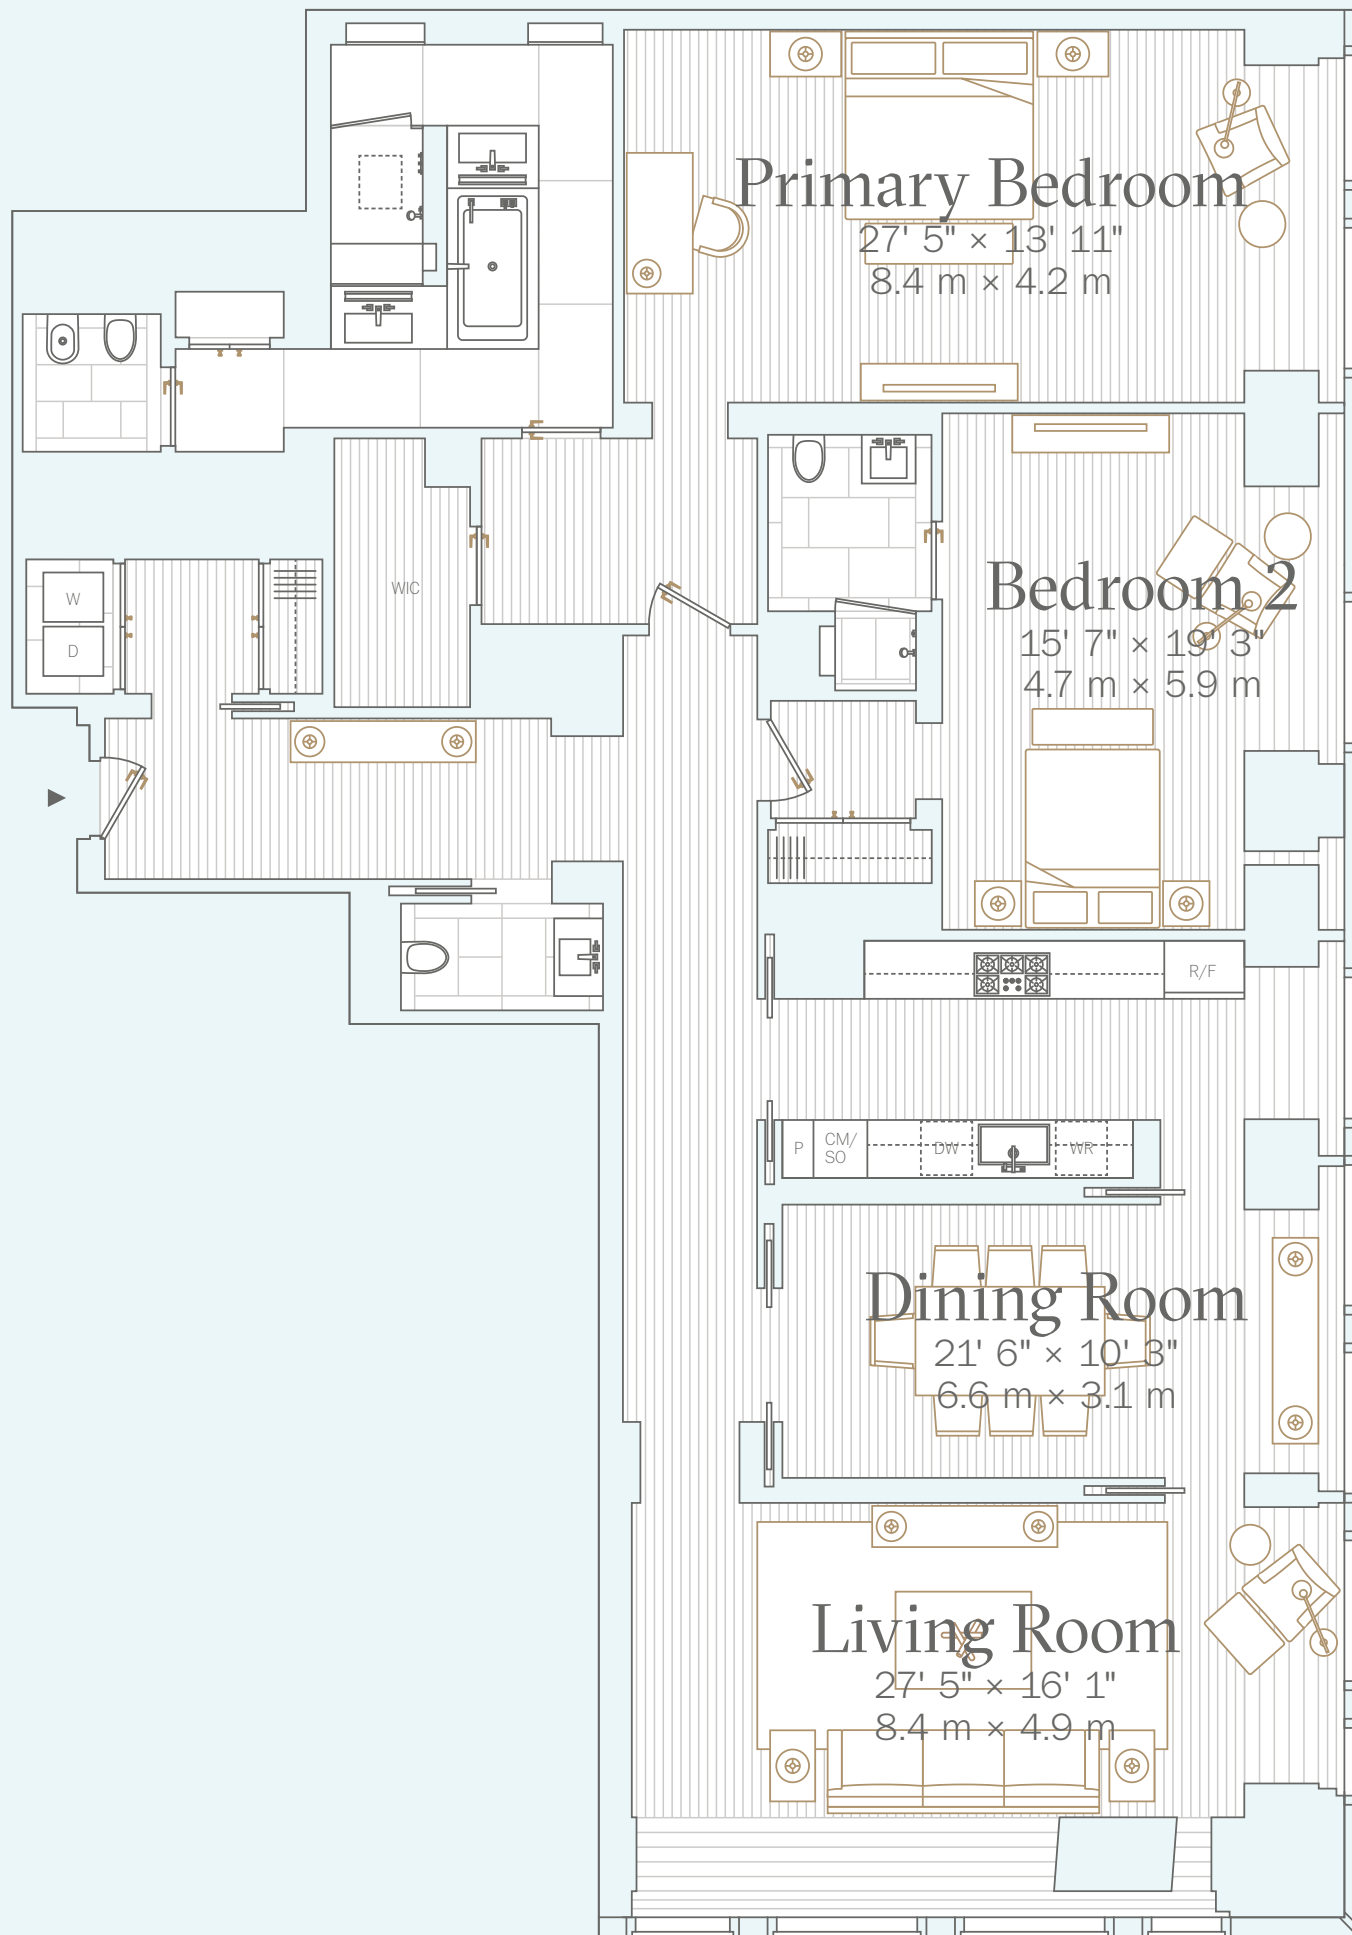 Primary Bedroom
27' 5" × 13' 11"
8.4 m × 4.2 m
WIC
W
D
Bedroom 2
15' 7" × 19' 3"
4.7 m × 5.9 m
R/F
P
CM/
SO
DW
WR
Dining Room
21' 6" × 10' 3"
6.6 m × 3.1 m
Living Room
27' 5" × 16' 1"
8.4 m × 4.9 m